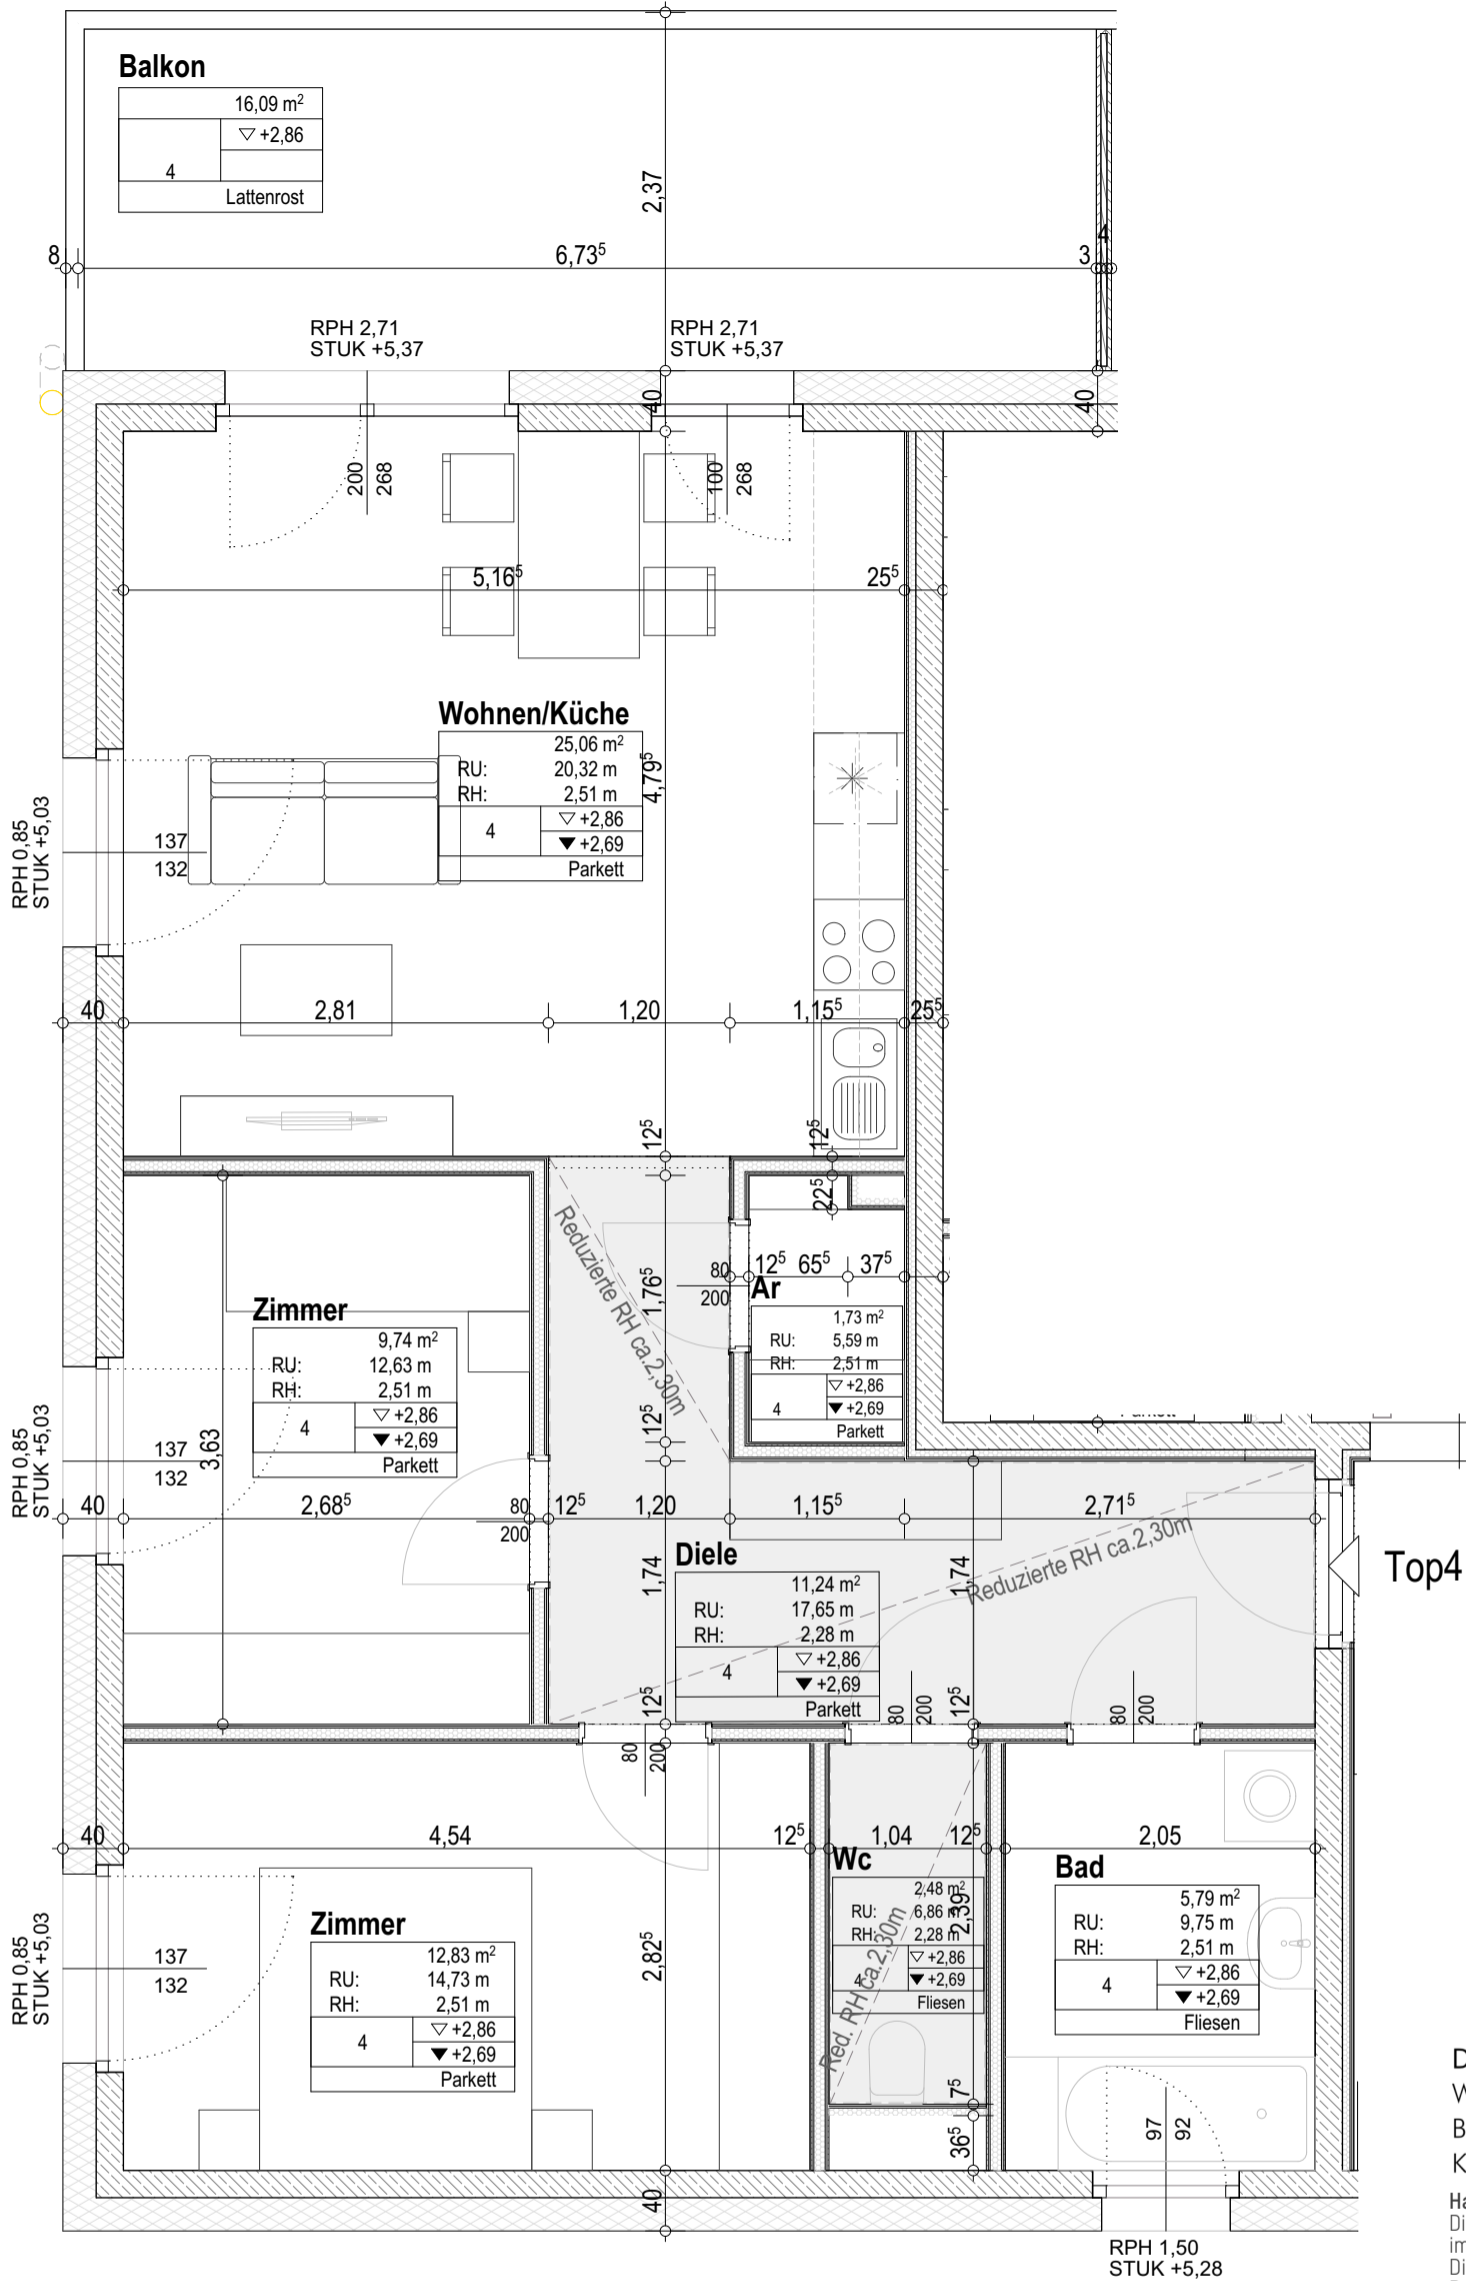 Balkon
16,09 m²
▽ +2,86
4
Lattenrost
2,37
8
6,73⁵
3
4
RPH 2,71
STUK +5,37
RPH 2,71
STUK +5,37
40
40
200
268
100
268
5,16⁵
25⁵
Wohnen/Küche
25,06 m²
RU: 20,32 m
RH: 2,51 m
4
▽ +2,86
▼ +2,69
Parkett
4,79⁵
RPH 0,85
STUK +5,03
137
132
40
2,81
1,20
1,15⁵
25⁵
12⁵
12⁵
22⁵
Reduzierte RH ca.2,30m
1,76⁵
80
200
12⁵
65⁵
37⁵
Ar
1,73 m²
RU: 5,59 m
RH: 2,51 m
4
▽ +2,86
▼ +2,69
Parkett
Zimmer
9,74 m²
RU: 12,63 m
RH: 2,51 m
4
▽ +2,86
▼ +2,69
Parkett
3,63
12⁵
RPH 0,85
STUK +5,03
137
132
40
2,68⁵
80
200
12⁵
1,20
1,15⁵
2,71⁵
Diele
11,24 m²
RU: 17,65 m
RH: 2,28 m
4
▽ +2,86
▼ +2,69
Parkett
1,74
1,74
Reduzierte RH ca.2,30m
Top4
12⁵
12⁵
80
200
80
200
80
200
40
4,54
12⁵
1,04
12⁵
2,05
Wc
2,48 m²
RU: 6,86 m
RH: 2,28 m
4
▽ +2,86
▼ +2,69
Fliesen
2,39
Red. RH ca.2,30m
Bad
5,79 m²
RU: 9,75 m
RH: 2,51 m
4
▽ +2,86
▼ +2,69
Fliesen
Zimmer
12,83 m²
RU: 14,73 m
RH: 2,51 m
4
▽ +2,86
▼ +2,69
Parkett
2,82⁵
RPH 0,85
STUK +5,03
137
132
7⁵
36⁵
97
92
40
RPH 1,50
STUK +5,28
D
W
B
K
Ha
Di
im
Di